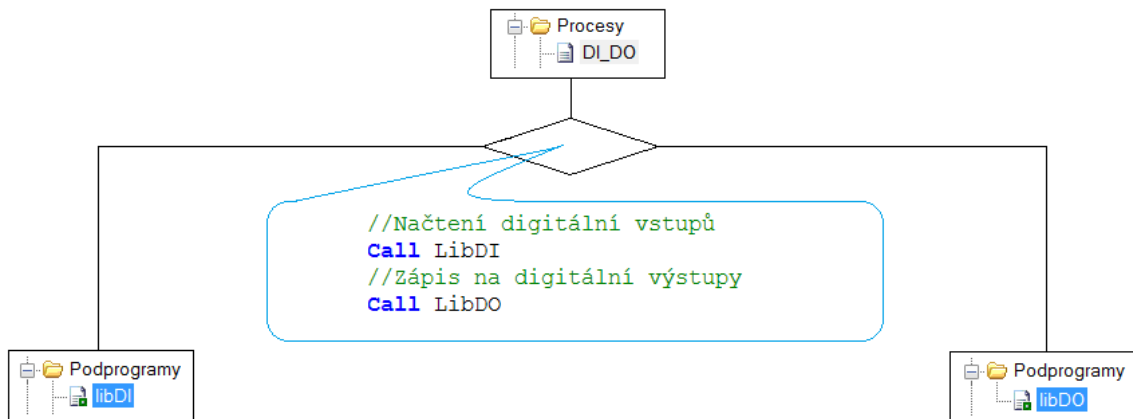 Procesy
DI_DO
//Načtení digitální vstupů
Call LibDI
//Zápis na digitální výstupy
Call LibDO
Podprogramy
libDI
Podprogramy
libDO